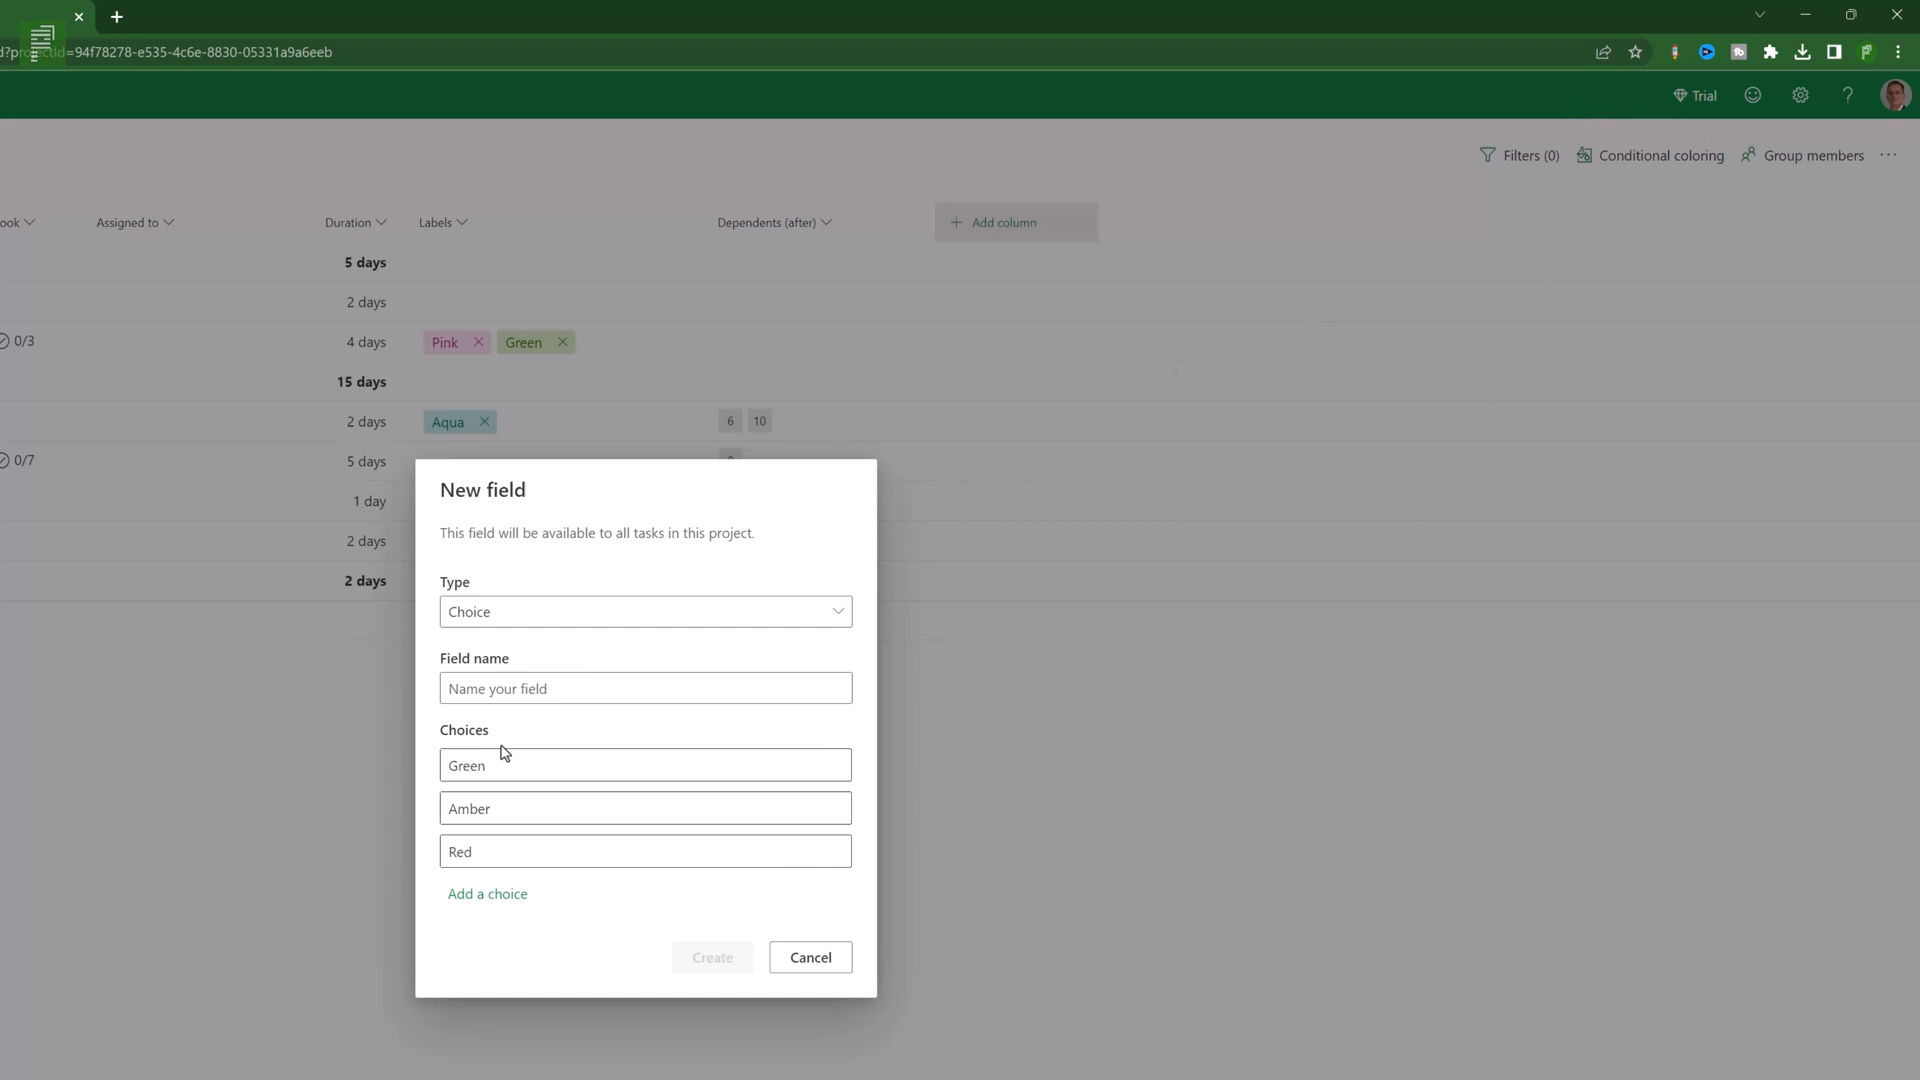 d?projectId=94f78278-e535-4c6e-8830-05331a9a6eeb
Trial
Filters (0) Conditional coloring Group members
ook Assigned to Duration Labels Dependents (after) + Add column
5 days
2 days
0/3 4 days Pink Green
15 days
2 days Aqua 6 10
0/7 5 days
1 day
2 days
2 days
New field
This field will be available to all tasks in this project.
Type
Choice
Field name
Name your field
Choices
Green
Amber
Red
Add a choice
Create Cancel